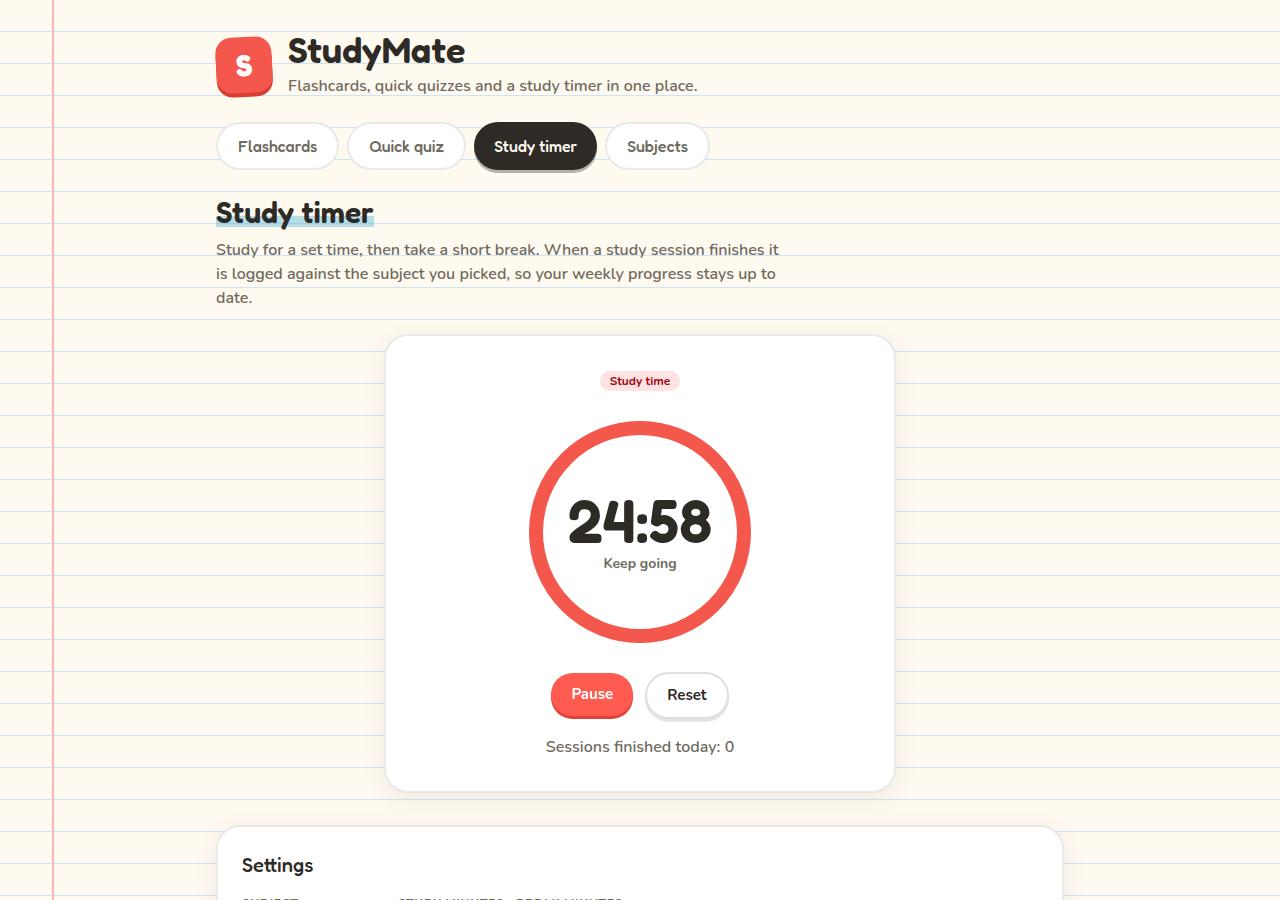 S
StudyMate
Flashcards, quick quizzes and a study timer in one place.
Flashcards
Quick quiz
Study timer
Subjects
Study timer
Study for a set time, then take a short break. When a study session finishes it
is logged against the subject you picked, so your weekly progress stays up to
date.
Study time
24:58
Keep going
Pause
Reset
Sessions finished today: 0
Settings